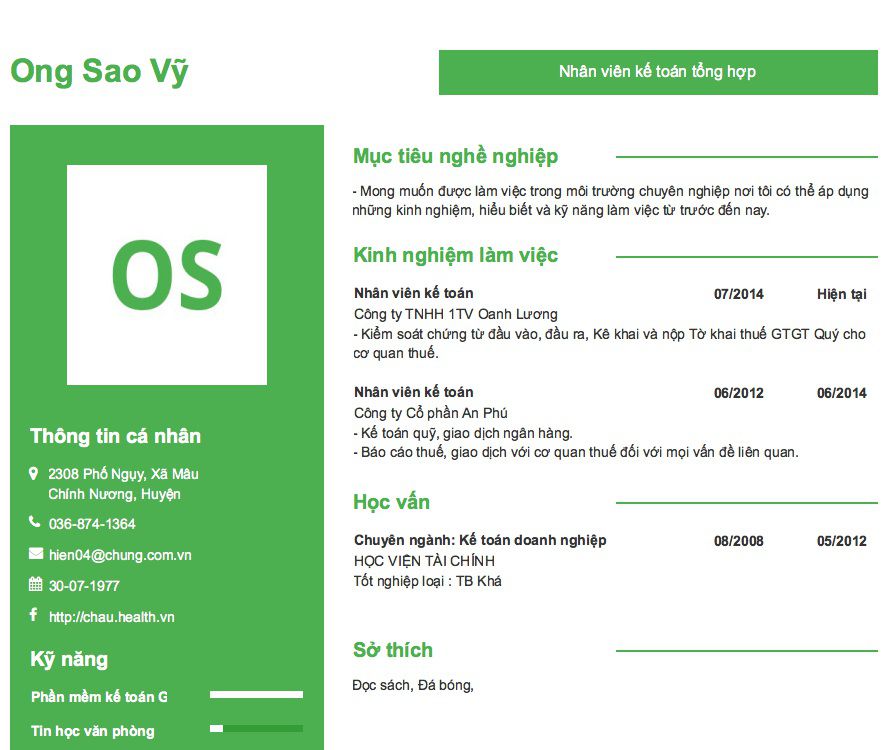 Ong Sao Vỹ
Nhân viên kế toán tổng hợp
OS
Thông tin cá nhân
2308 Phố Ngụy, Xã Mâu
Chính Nương, Huyện
036-874-1364
hien04@chung.com.vn
30-07-1977
http://chau.health.vn
Kỹ năng
Phần mềm kế toán G
Tin học văn phòng
Mục tiêu nghề nghiệp
- Mong muốn được làm việc trong môi trường chuyên nghiệp nơi tôi có thể áp dụng
những kinh nghiệm, hiểu biết và kỹ năng làm việc từ trước đến nay.
Kinh nghiệm làm việc
Nhân viên kế toán 07/2014 Hiện tại
Công ty TNHH 1TV Oanh Lương
- Kiểm soát chứng từ đầu vào, đầu ra, Kê khai và nộp Tờ khai thuế GTGT Quý cho
cơ quan thuế.
Nhân viên kế toán 06/2012 06/2014
Công ty Cổ phần An Phú
- Kế toán quỹ, giao dịch ngân hàng.
- Báo cáo thuế, giao dịch với cơ quan thuế đối với mọi vấn đề liên quan.
Học vấn
Chuyên ngành: Kế toán doanh nghiệp 08/2008 05/2012
HỌC VIỆN TÀI CHÍNH
Tốt nghiệp loại : TB Khá
Sở thích
Đọc sách, Đá bóng,